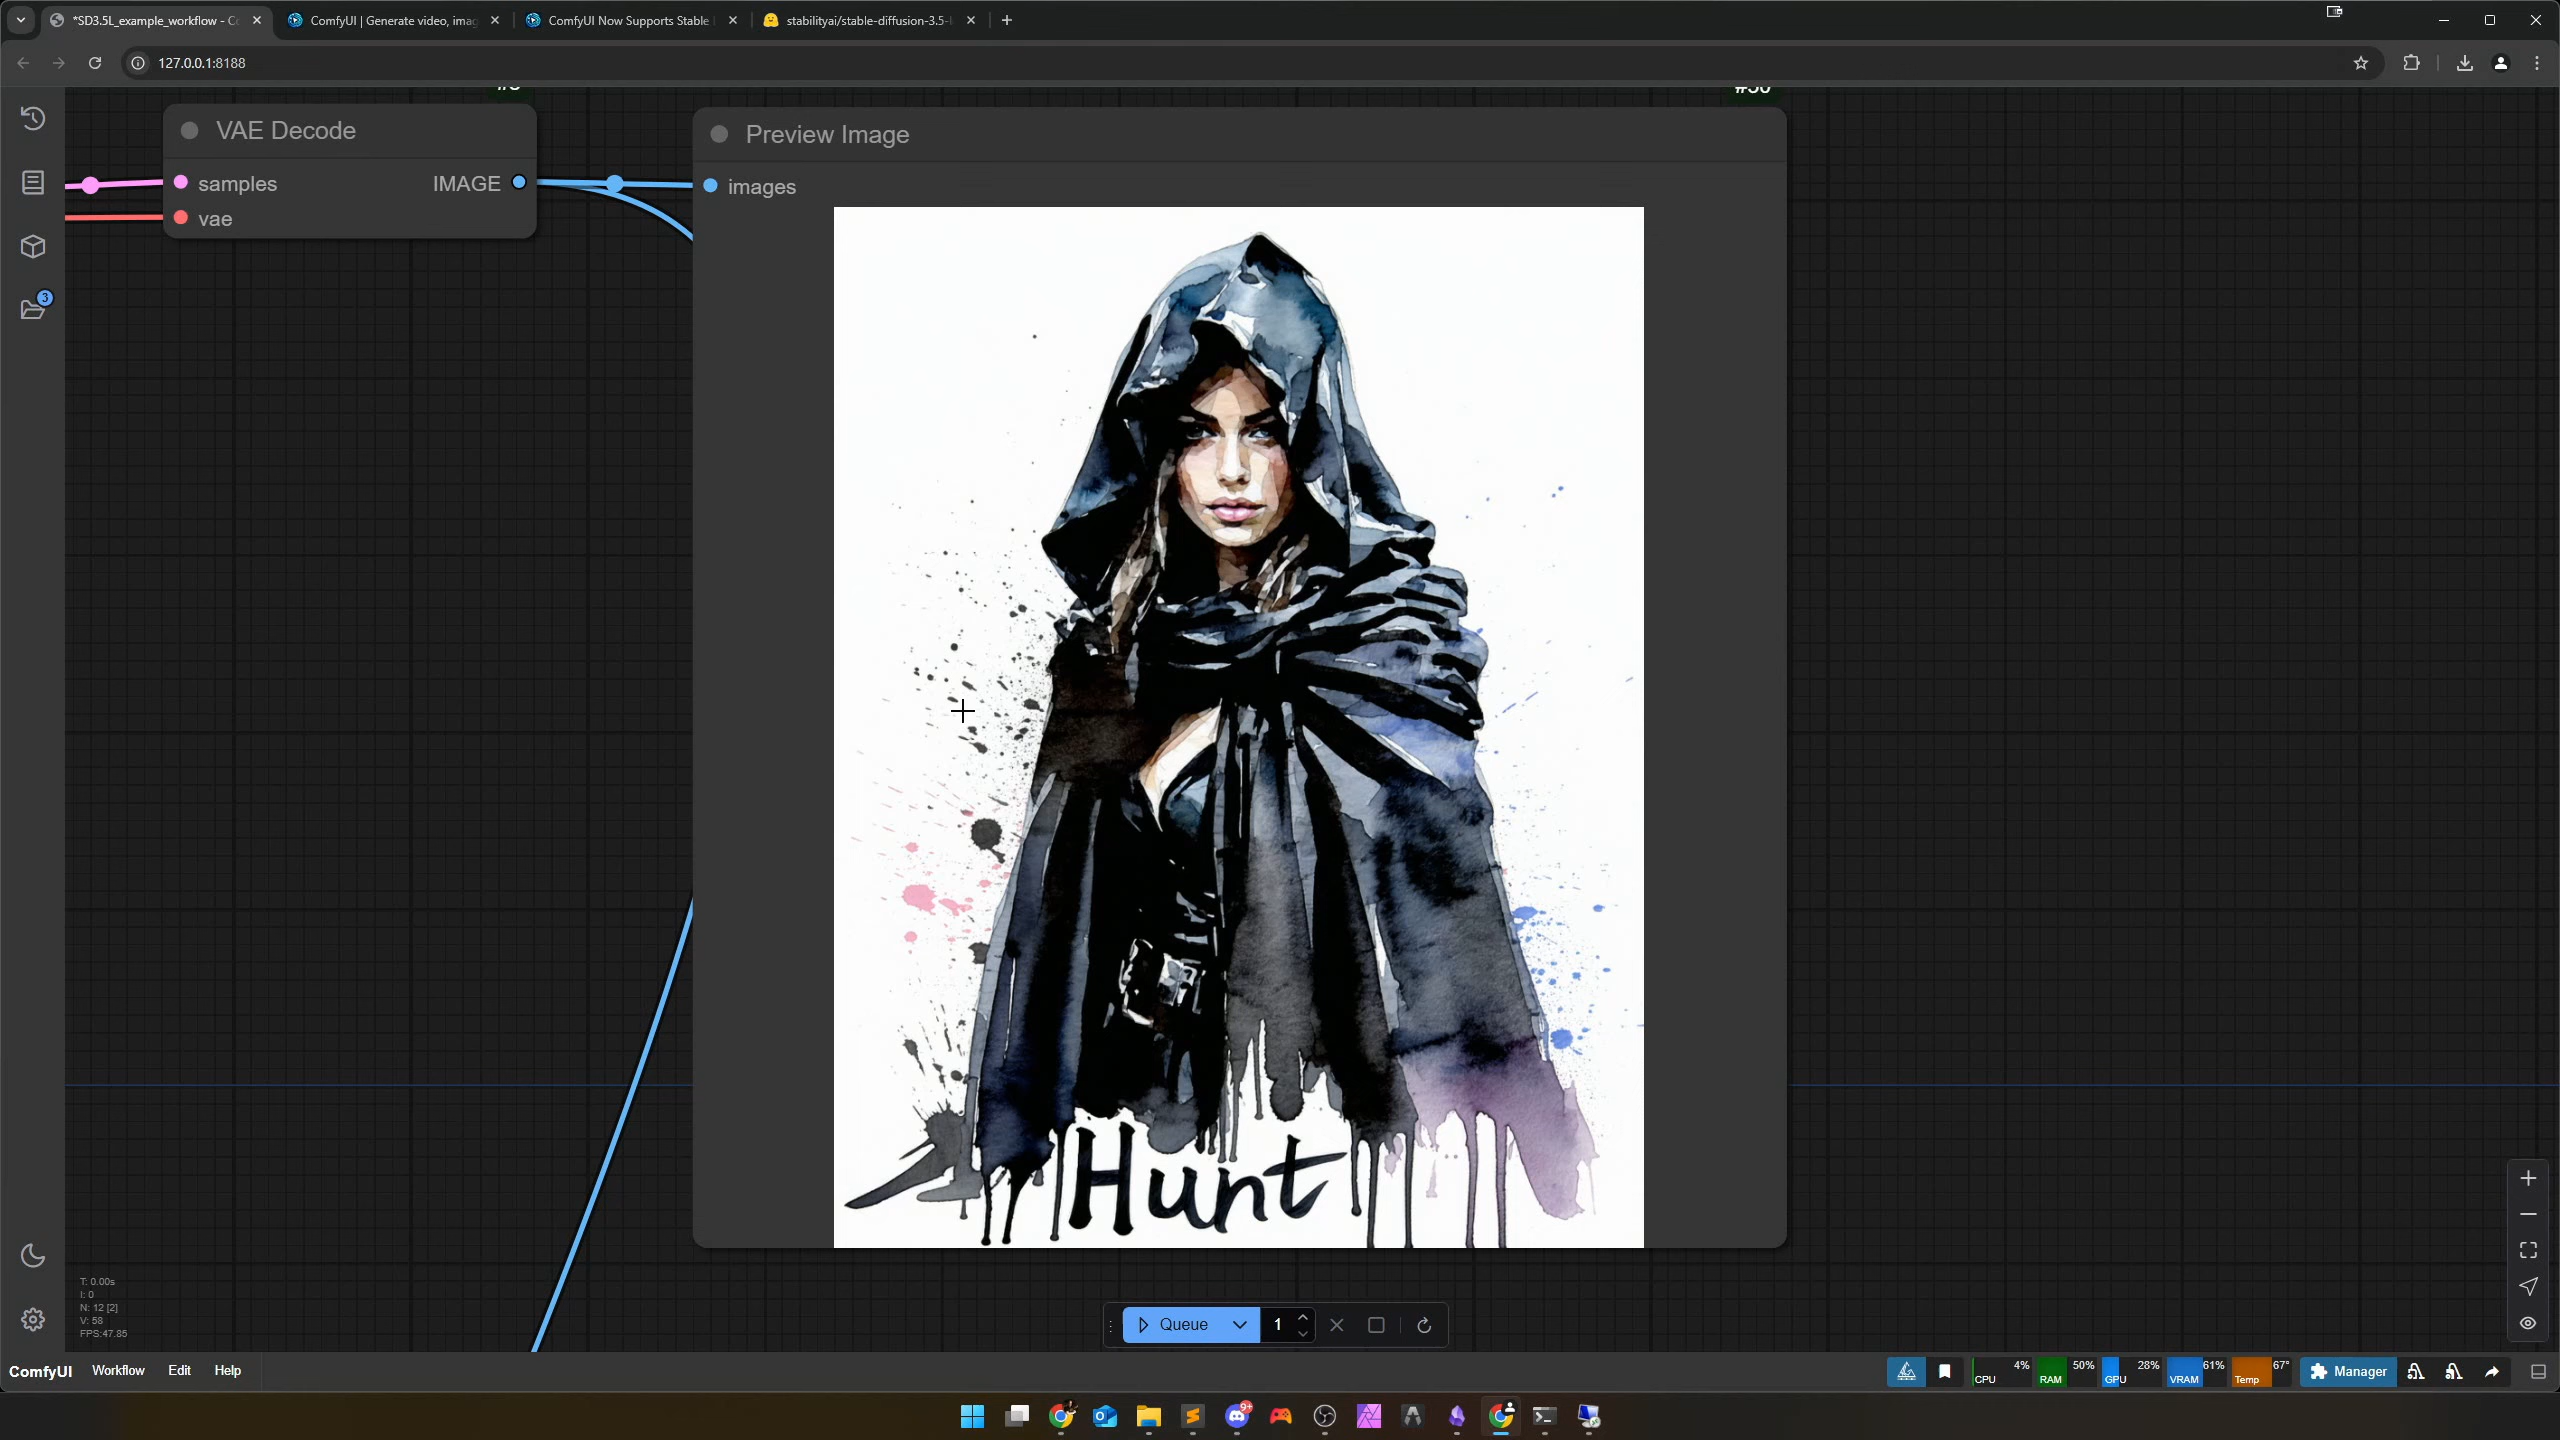 *SD3.5L_example_workflow - C
ComfyUI | Generate video, imag
ComfyUI Now Supports Stable
stabilityai/stable-diffusion-3.5-
127.0.0.1:8188
VAE Decode
samples
IMAGE
vae
Preview Image
images
3
Hunt
T: 0.00s
I: 0
N: 12 [2]
V: 58
FPS:47.85
Queue
1
ComfyUI
Workflow
Edit
Help
CPU 4%
RAM 50%
GPU 28%
VRAM 61%
Temp 67°
Manager
9+